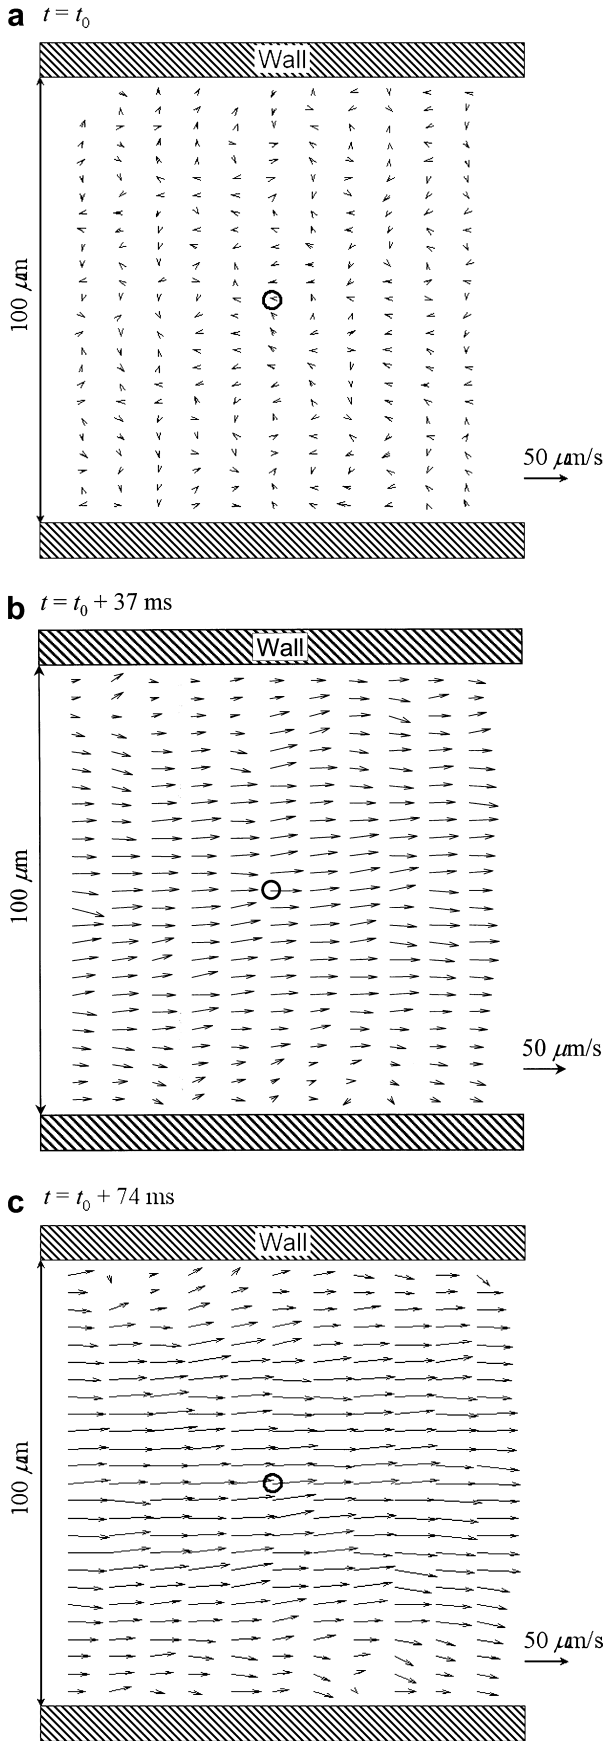 a t = t₀
Wall
100 μm
50 μm/s
b t = t₀ + 37 ms
Wall
100 μm
50 μm/s
c t = t₀ + 74 ms
Wall
100 μm
50 μm/s